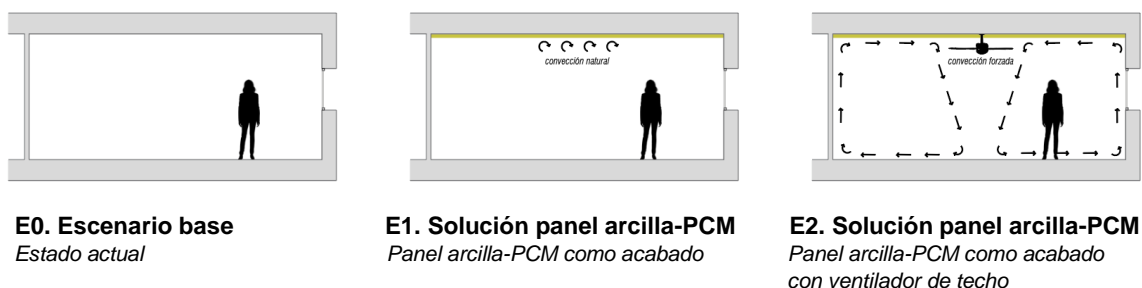 convección natural
convección forzada
E0. Escenario base
Estado actual
E1. Solución panel arcilla-PCM
Panel arcilla-PCM como acabado
E2. Solución panel arcilla-PCM
Panel arcilla-PCM como acabado
con ventilador de techo